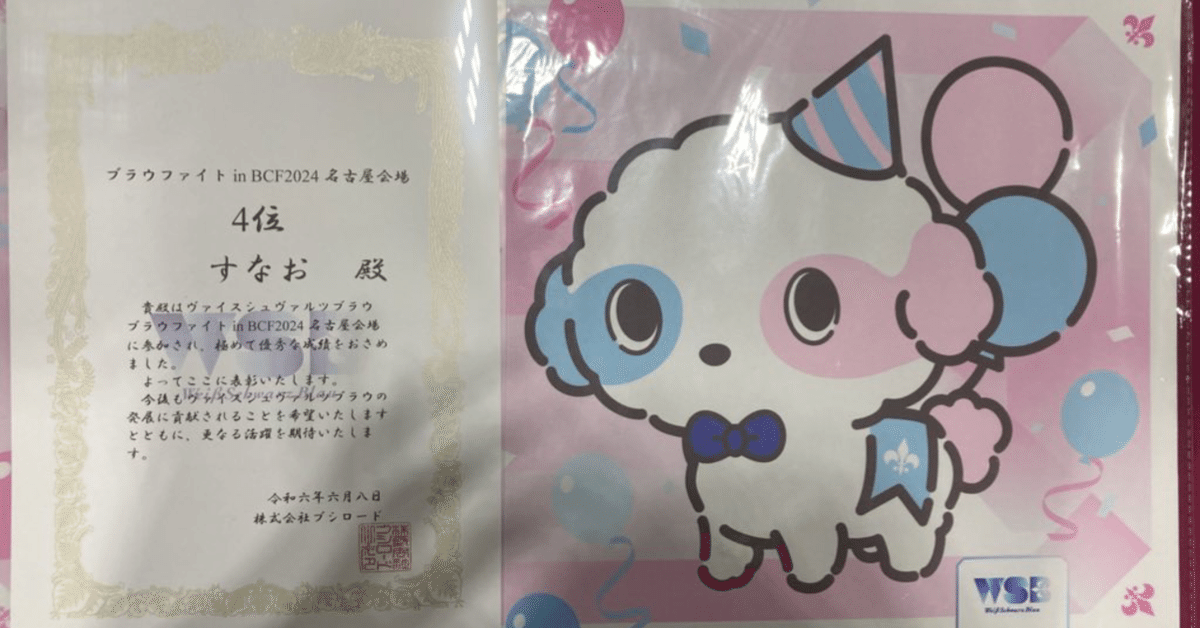 ブラウファイト in BCF2024 名古屋会場
4位
すなお 殿
貴殿はヴァイスシュヴァルツブラウ
ブラウファイト in BCF2024 名古屋会場
に参加され、極めて優秀な成績をおさめ
ました。
よってここに表彰いたします。
今後もヴァイスシュヴァルツブラウの
発展に貢献されることを希望いたします
とともに、更なる活躍を期待いたしま
す。
令和六年六月八日
株式会社ブシロード
WSB
Weiß Schwarz Blau
WSB
Weiß Schwarz Blau